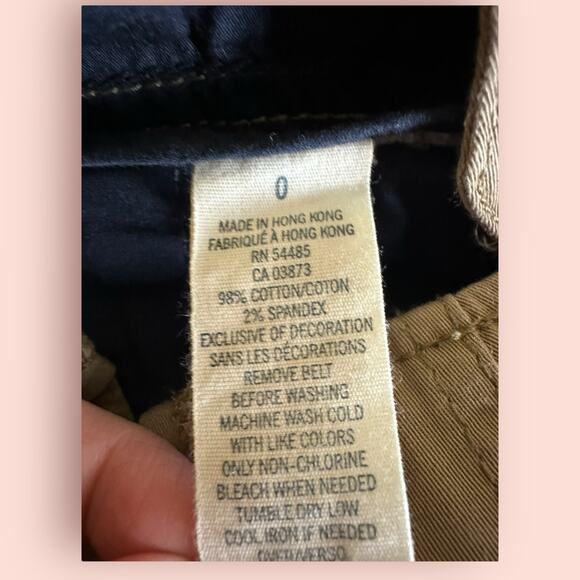 0
MADE IN HONG KONG
FABRIQUÉ À HONG KONG
RN 54485
CA 03873
98% COTTON/COTON
2% SPANDEX
EXCLUSIVE OF DECORATION
SANS LES DÉCORATIONS
REMOVE BELT
BEFORE WASHING
MACHINE WASH COLD
WITH LIKE COLORS
ONLY NON-CHLORINE
BLEACH WHEN NEEDED
TUMBLE DRY LOW
COOL IRON IF NEEDED
OVER/VERSO